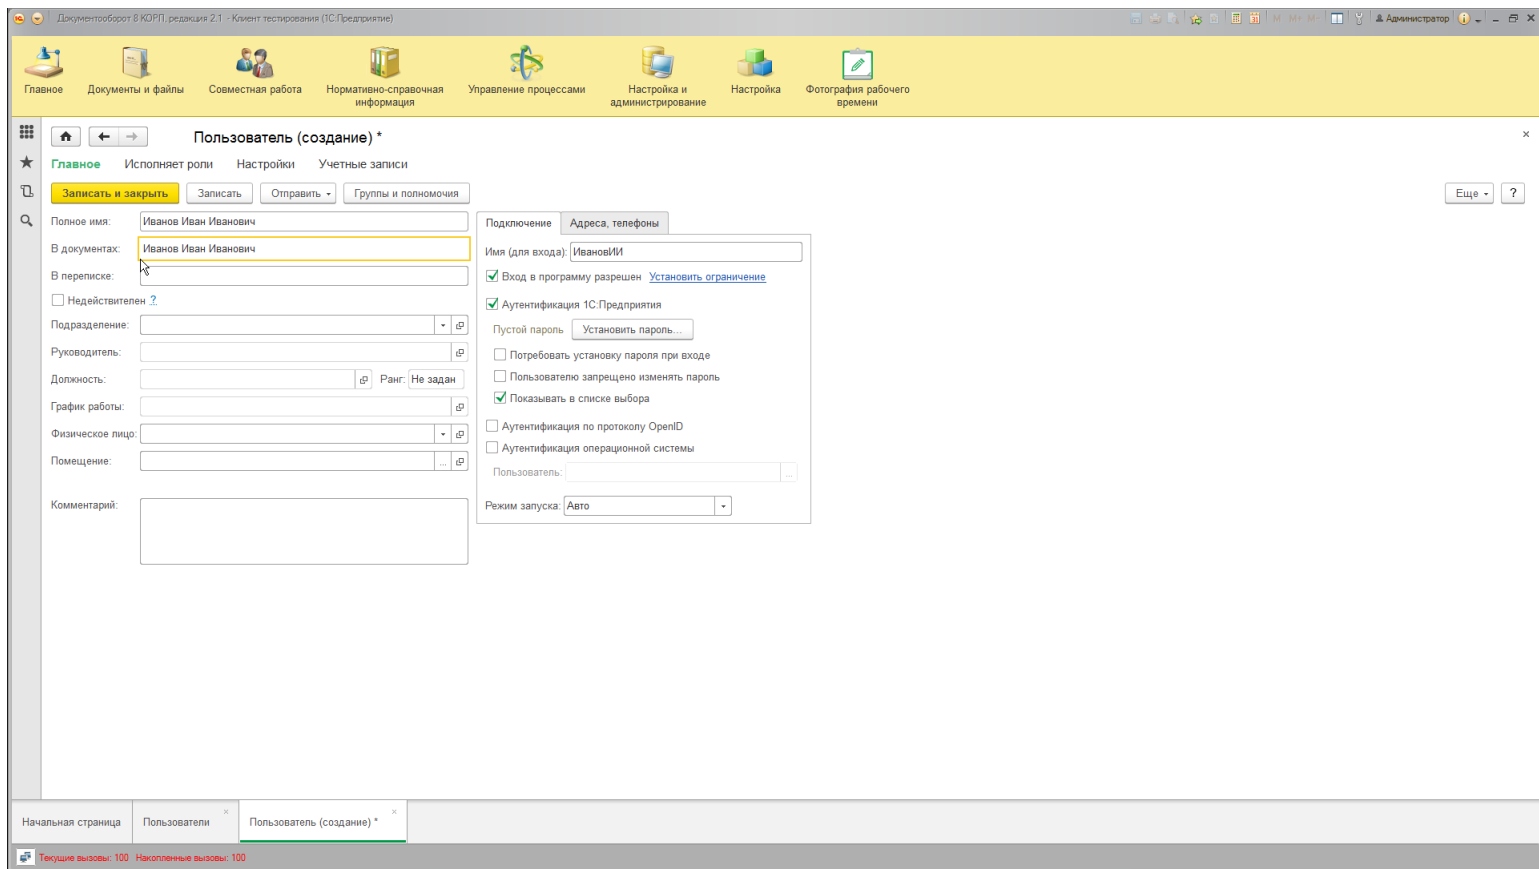 Документооборот 8 КОРП, редакция 2.1 - Клиент тестирования (1С:Предприятие)
M M+ M- Администратор
Главное
Документы и файлы
Совместная работа
Нормативно-справочная
информация
Управление процессами
Настройка и
администрирование
Настройка
Фотография рабочего
времени
Пользователь (создание) *
Главное Исполняет роли Настройки Учетные записи
Записать и закрыть Записать Отправить Группы и полномочия Еще ?
Полное имя: Иванов Иван Иванович
В документах: Иванов Иван Иванович
В переписке:
Недействителен ?
Подразделение:
Руководитель:
Должность: Ранг: Не задан
График работы:
Физическое лицо:
Помещение:
Комментарий:
Подключение Адреса, телефоны
Имя (для входа): ИвановИИ
Вход в программу разрешен Установить ограничение
Аутентификация 1С:Предприятия
Пустой пароль Установить пароль...
Потребовать установку пароля при входе
Пользователю запрещено изменять пароль
Показывать в списке выбора
Аутентификация по протоколу OpenID
Аутентификация операционной системы
Пользователь:
Режим запуска: Авто
Начальная страница Пользователи Пользователь (создание) *
Текущие вызовы: 100 Накопленные вызовы: 100